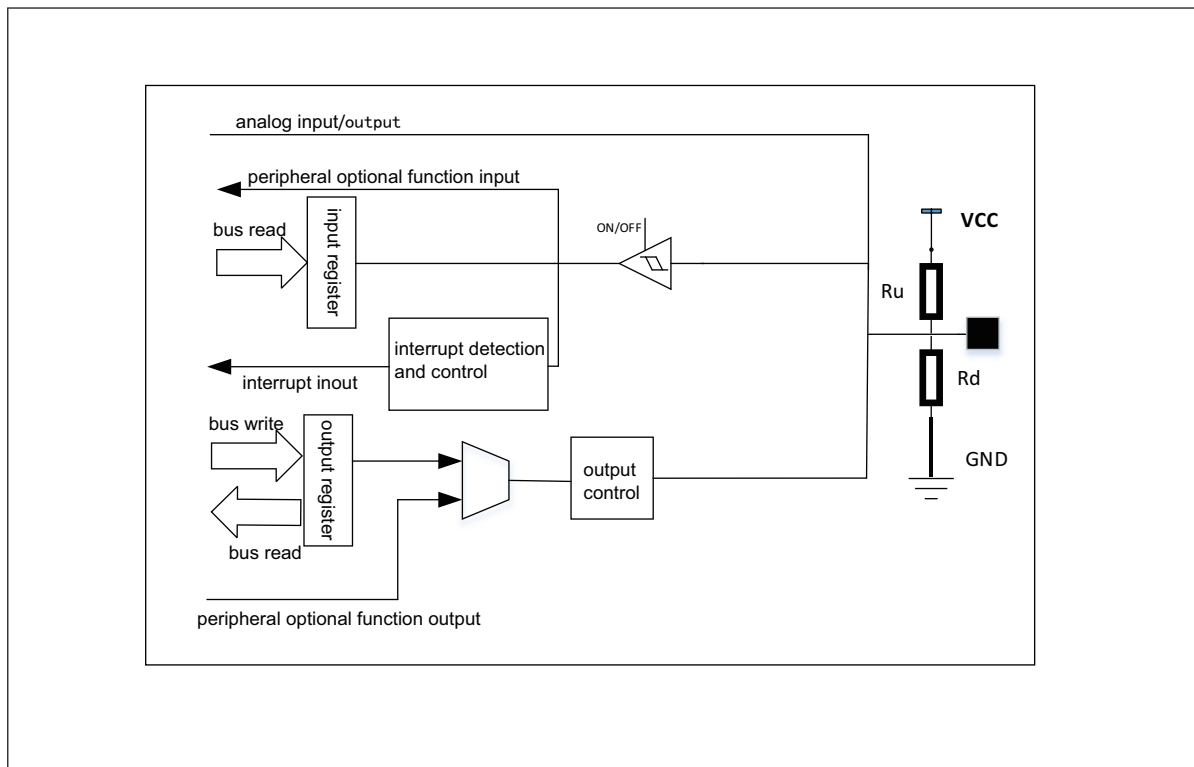 analog input/output
peripheral optional function input
bus read
input register
ON/OFF
VCC
Ru
interrupt detection
and control
interrupt inout
Rd
bus write
output register
output
control
GND
bus read
peripheral optional function output